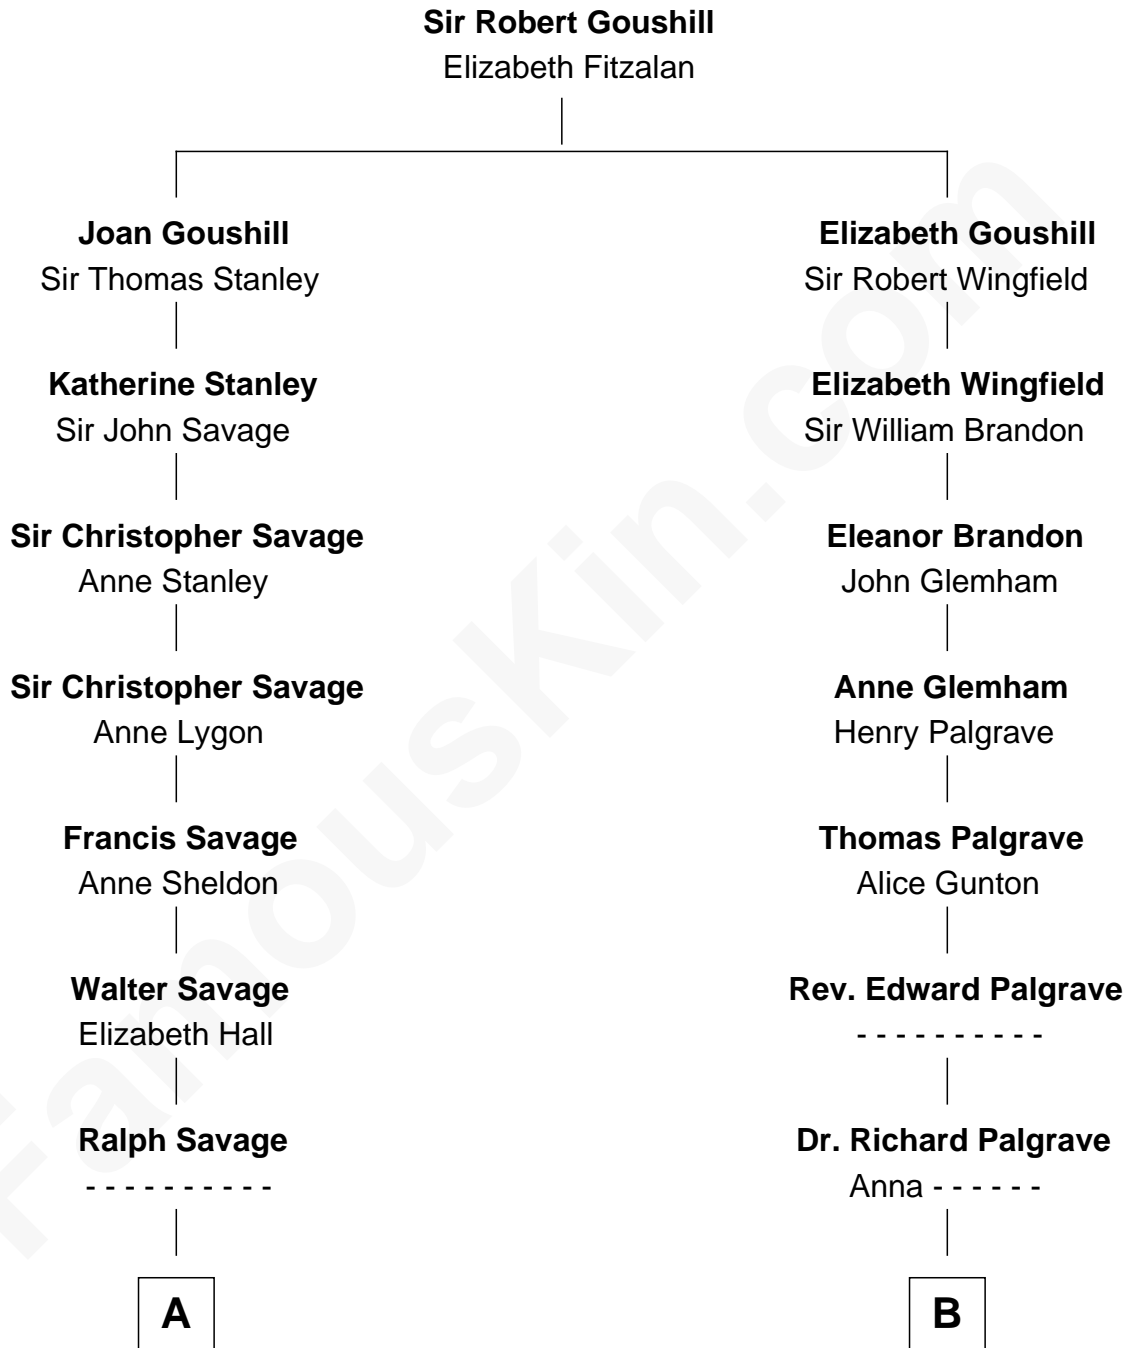 Sir Robert Goushill
Elizabeth Fitzalan
Joan Goushill
Sir Thomas Stanley
Elizabeth Goushill
Sir Robert Wingfield
Katherine Stanley
Sir John Savage
Elizabeth Wingfield
Sir William Brandon
Sir Christopher Savage
Anne Stanley
Eleanor Brandon
John Glemham
Sir Christopher Savage
Anne Lygon
Anne Glemham
Henry Palgrave
Francis Savage
Anne Sheldon
Thomas Palgrave
Alice Gunton
Walter Savage
Elizabeth Hall
Rev. Edward Palgrave
- - - - - - - - - -
Ralph Savage
- - - - - - - - - -
Dr. Richard Palgrave
Anna - - - - - -
A
B
FamousKin.com